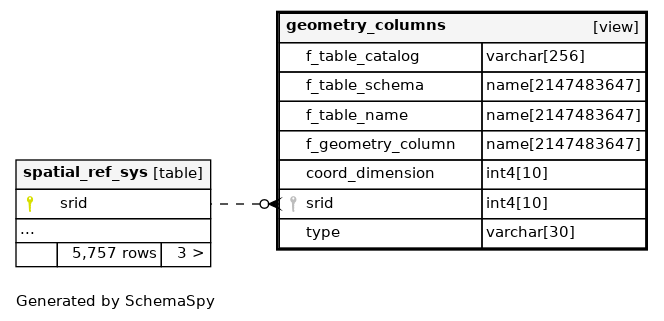 geometry_columns [view]
f_table_catalog varchar[256]
f_table_schema name[2147483647]
f_table_name name[2147483647]
f_geometry_column name[2147483647]
coord_dimension int4[10]
srid int4[10]
type varchar[30]
spatial_ref_sys [table]
srid
...
5,757 rows 3 >
Generated by SchemaSpy